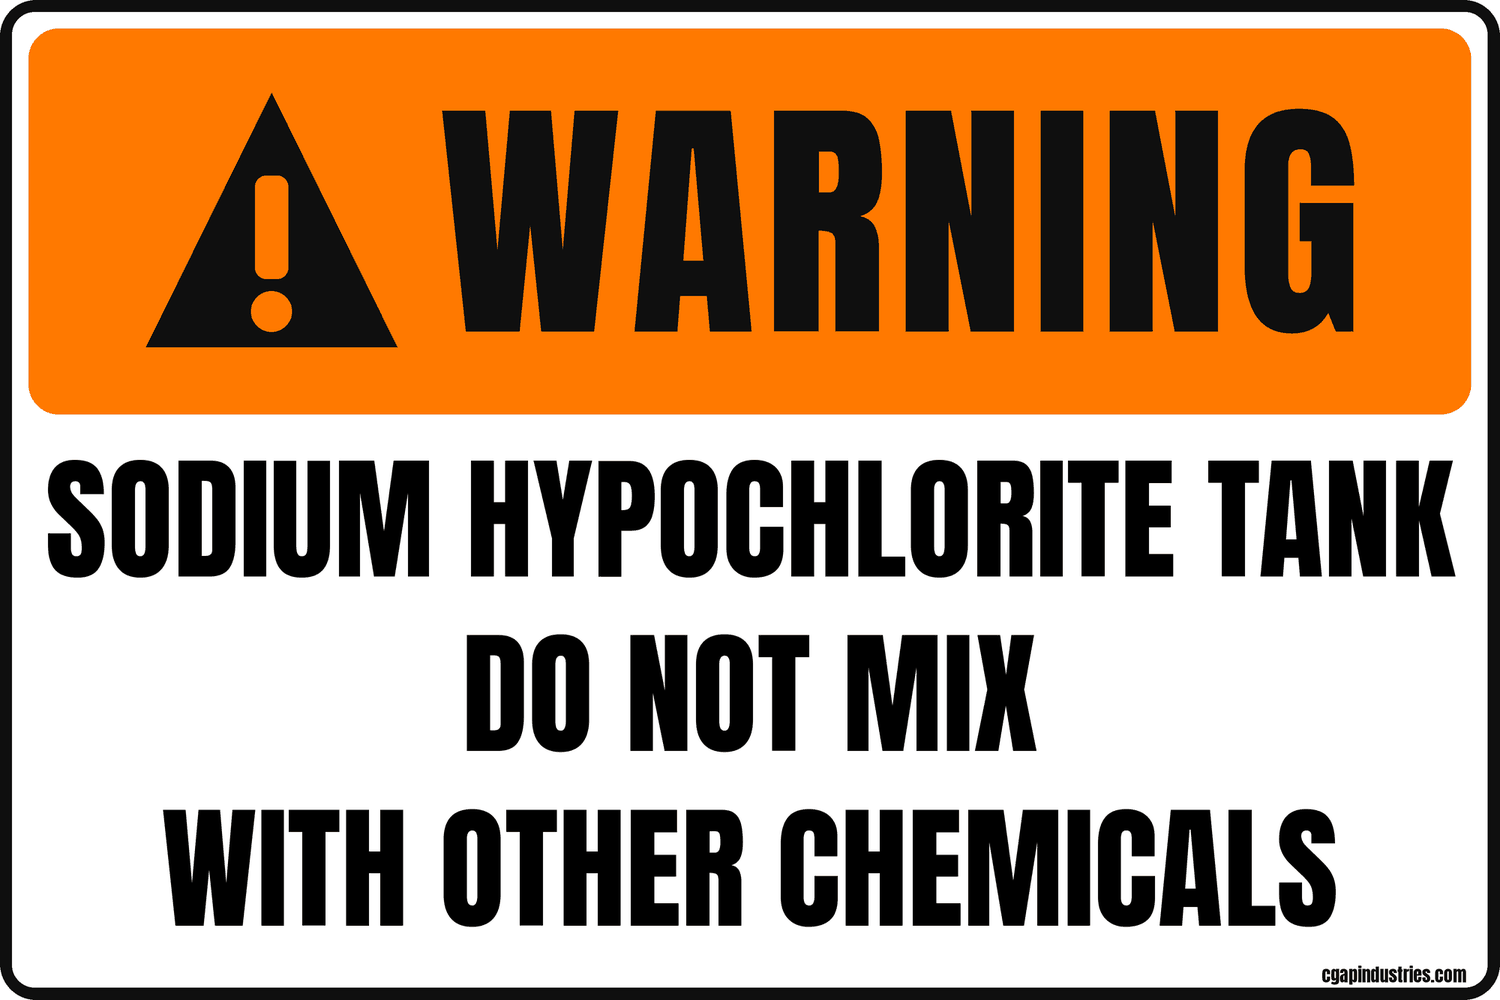 WARNING
SODIUM HYPOCHLORITE TANK
DO NOT MIX
WITH OTHER CHEMICALS
cgapindustries.com